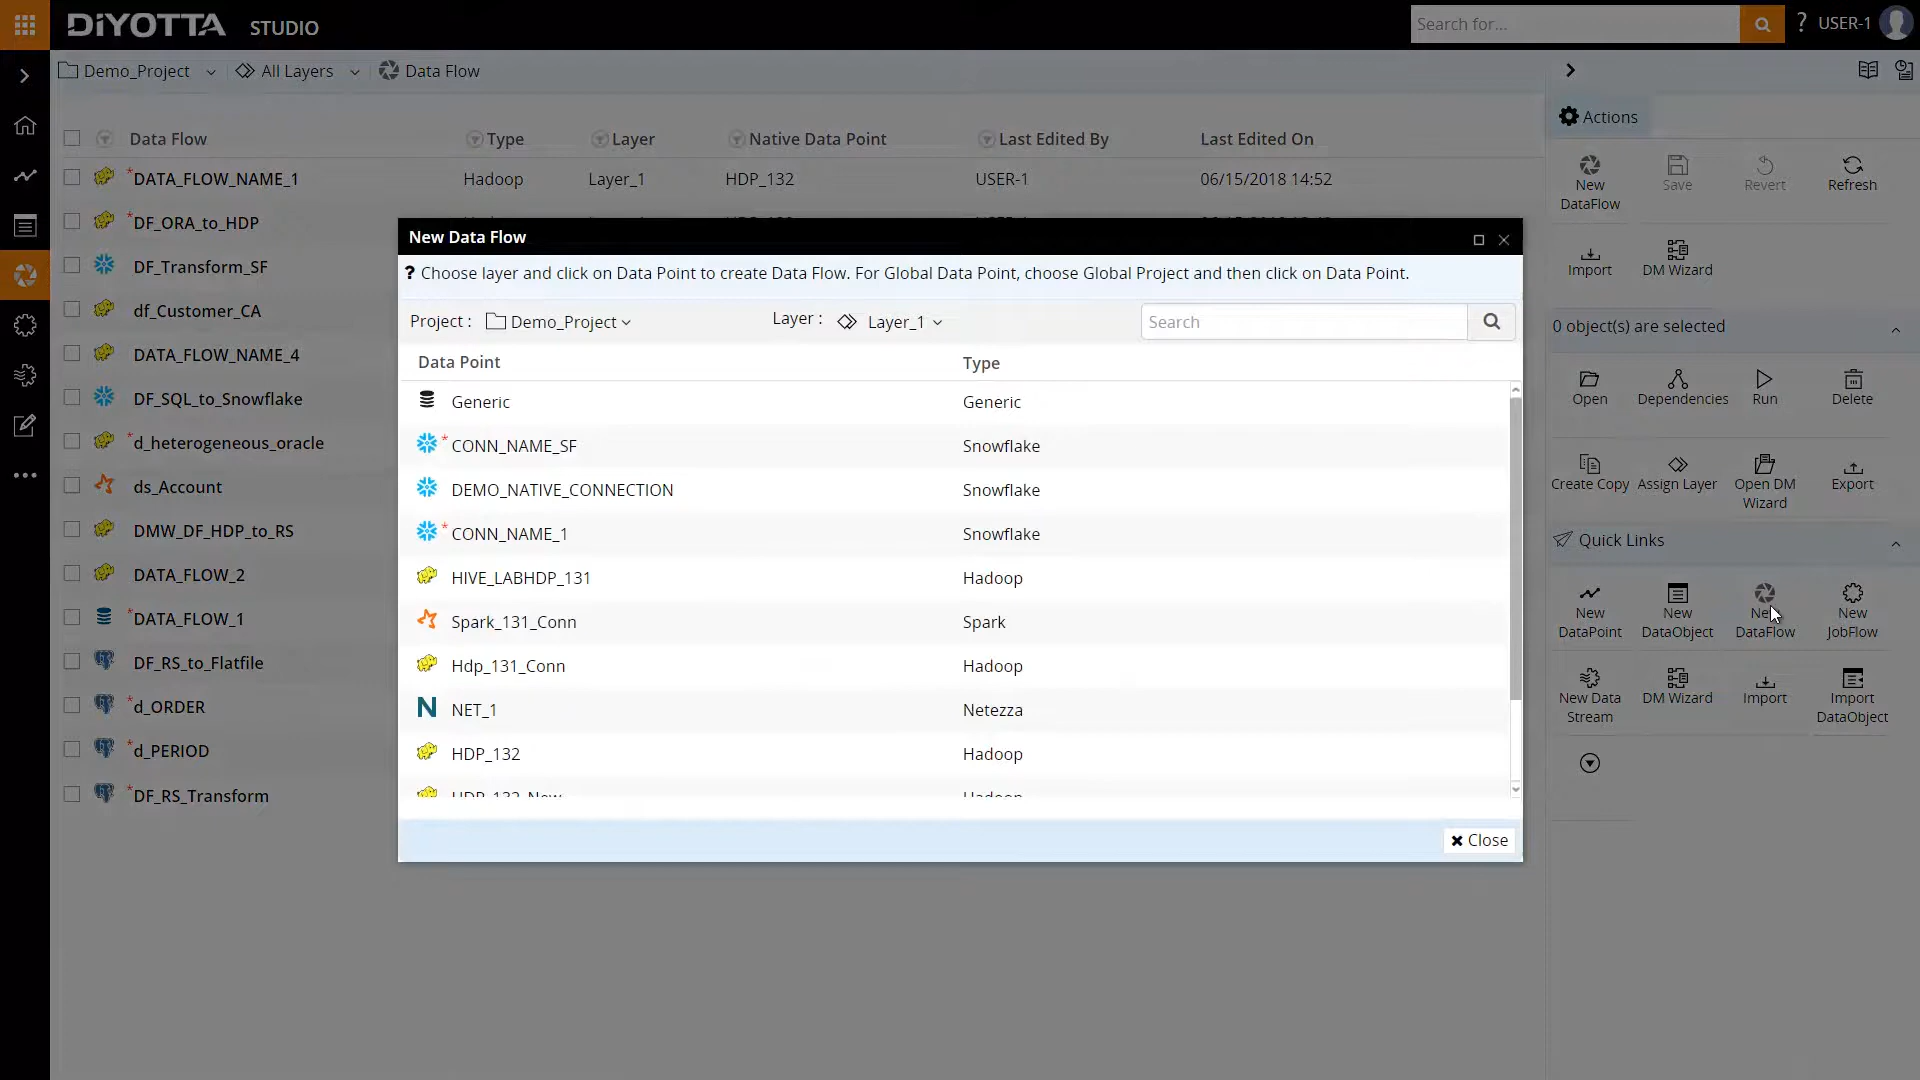 DiYOTTA STUDIO
Search for...
? USER-1
Demo_Project All Layers Data Flow
Data Flow Type Layer Native Data Point Last Edited By Last Edited On
*DATA_FLOW_NAME_1 Hadoop Layer_1 HDP_132 USER-1 06/15/2018 14:52
*DF_ORA_to_HDP
DF_Transform_SF
df_Customer_CA
DATA_FLOW_NAME_4
DF_SQL_to_Snowflake
*d_heterogeneous_oracle
ds_Account
DMW_DF_HDP_to_RS
DATA_FLOW_2
*DATA_FLOW_1
DF_RS_to_Flatfile
*d_ORDER
*d_PERIOD
*DF_RS_Transform
New Data Flow
? Choose layer and click on Data Point to create Data Flow. For Global Data Point, choose Global Project and then click on Data Point.
Project : Demo_Project Layer : Layer_1 Search
Data Point Type
Generic Generic
* CONN_NAME_SF Snowflake
DEMO_NATIVE_CONNECTION Snowflake
* CONN_NAME_1 Snowflake
HIVE_LABHDP_131 Hadoop
Spark_131_Conn Spark
Hdp_131_Conn Hadoop
N NET_1 Netezza
HDP_132 Hadoop
HDP_132_New Hadoop
Close
Actions
New DataFlow
Save
Revert
Refresh
Import
DM Wizard
0 object(s) are selected
Open
Dependencies
Run
Delete
Create Copy
Assign Layer
Open DM Wizard
Export
Quick Links
New DataPoint
New DataObject
New DataFlow
New JobFlow
New Data Stream
DM Wizard
Import
Import DataObject